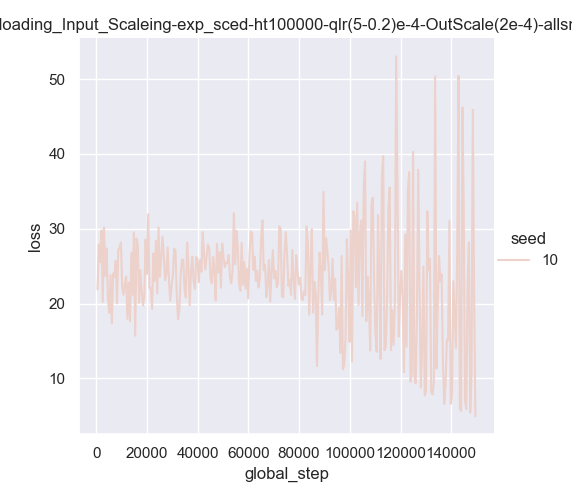 loading_Input_Scaleing-exp_sced-ht100000-qlr(5-0.2)e-4-OutScale(2e-4)-allsr
50
40
30
20
10
loss
0 20000 40000 60000 80000 100000 120000 140000
global_step
seed
10